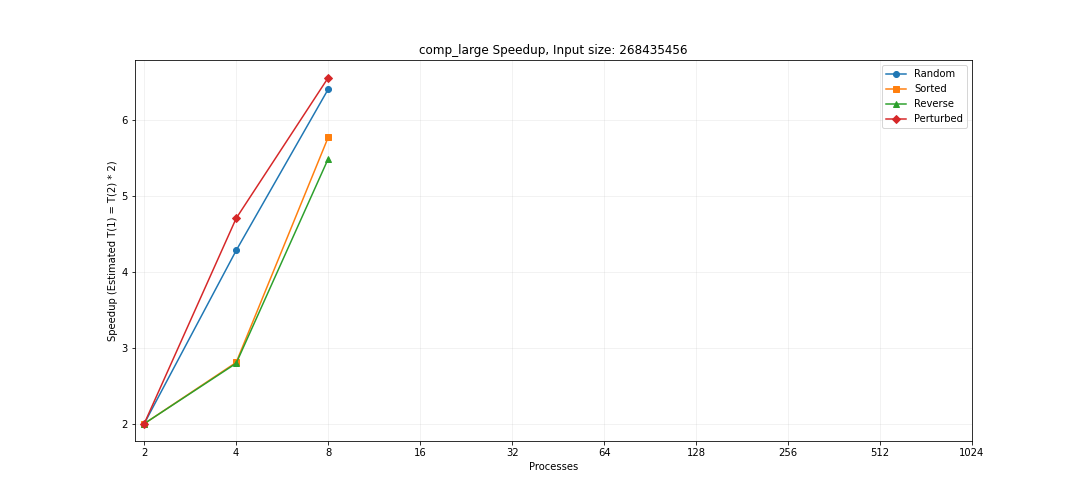 comp_large Speedup, Input size: 268435456
Random
Sorted
Reverse
Perturbed
Speedup (Estimated T(1) = T(2) * 2)
6
5
4
3
2
2 4 8 16 32 64 128 256 512 1024
Processes